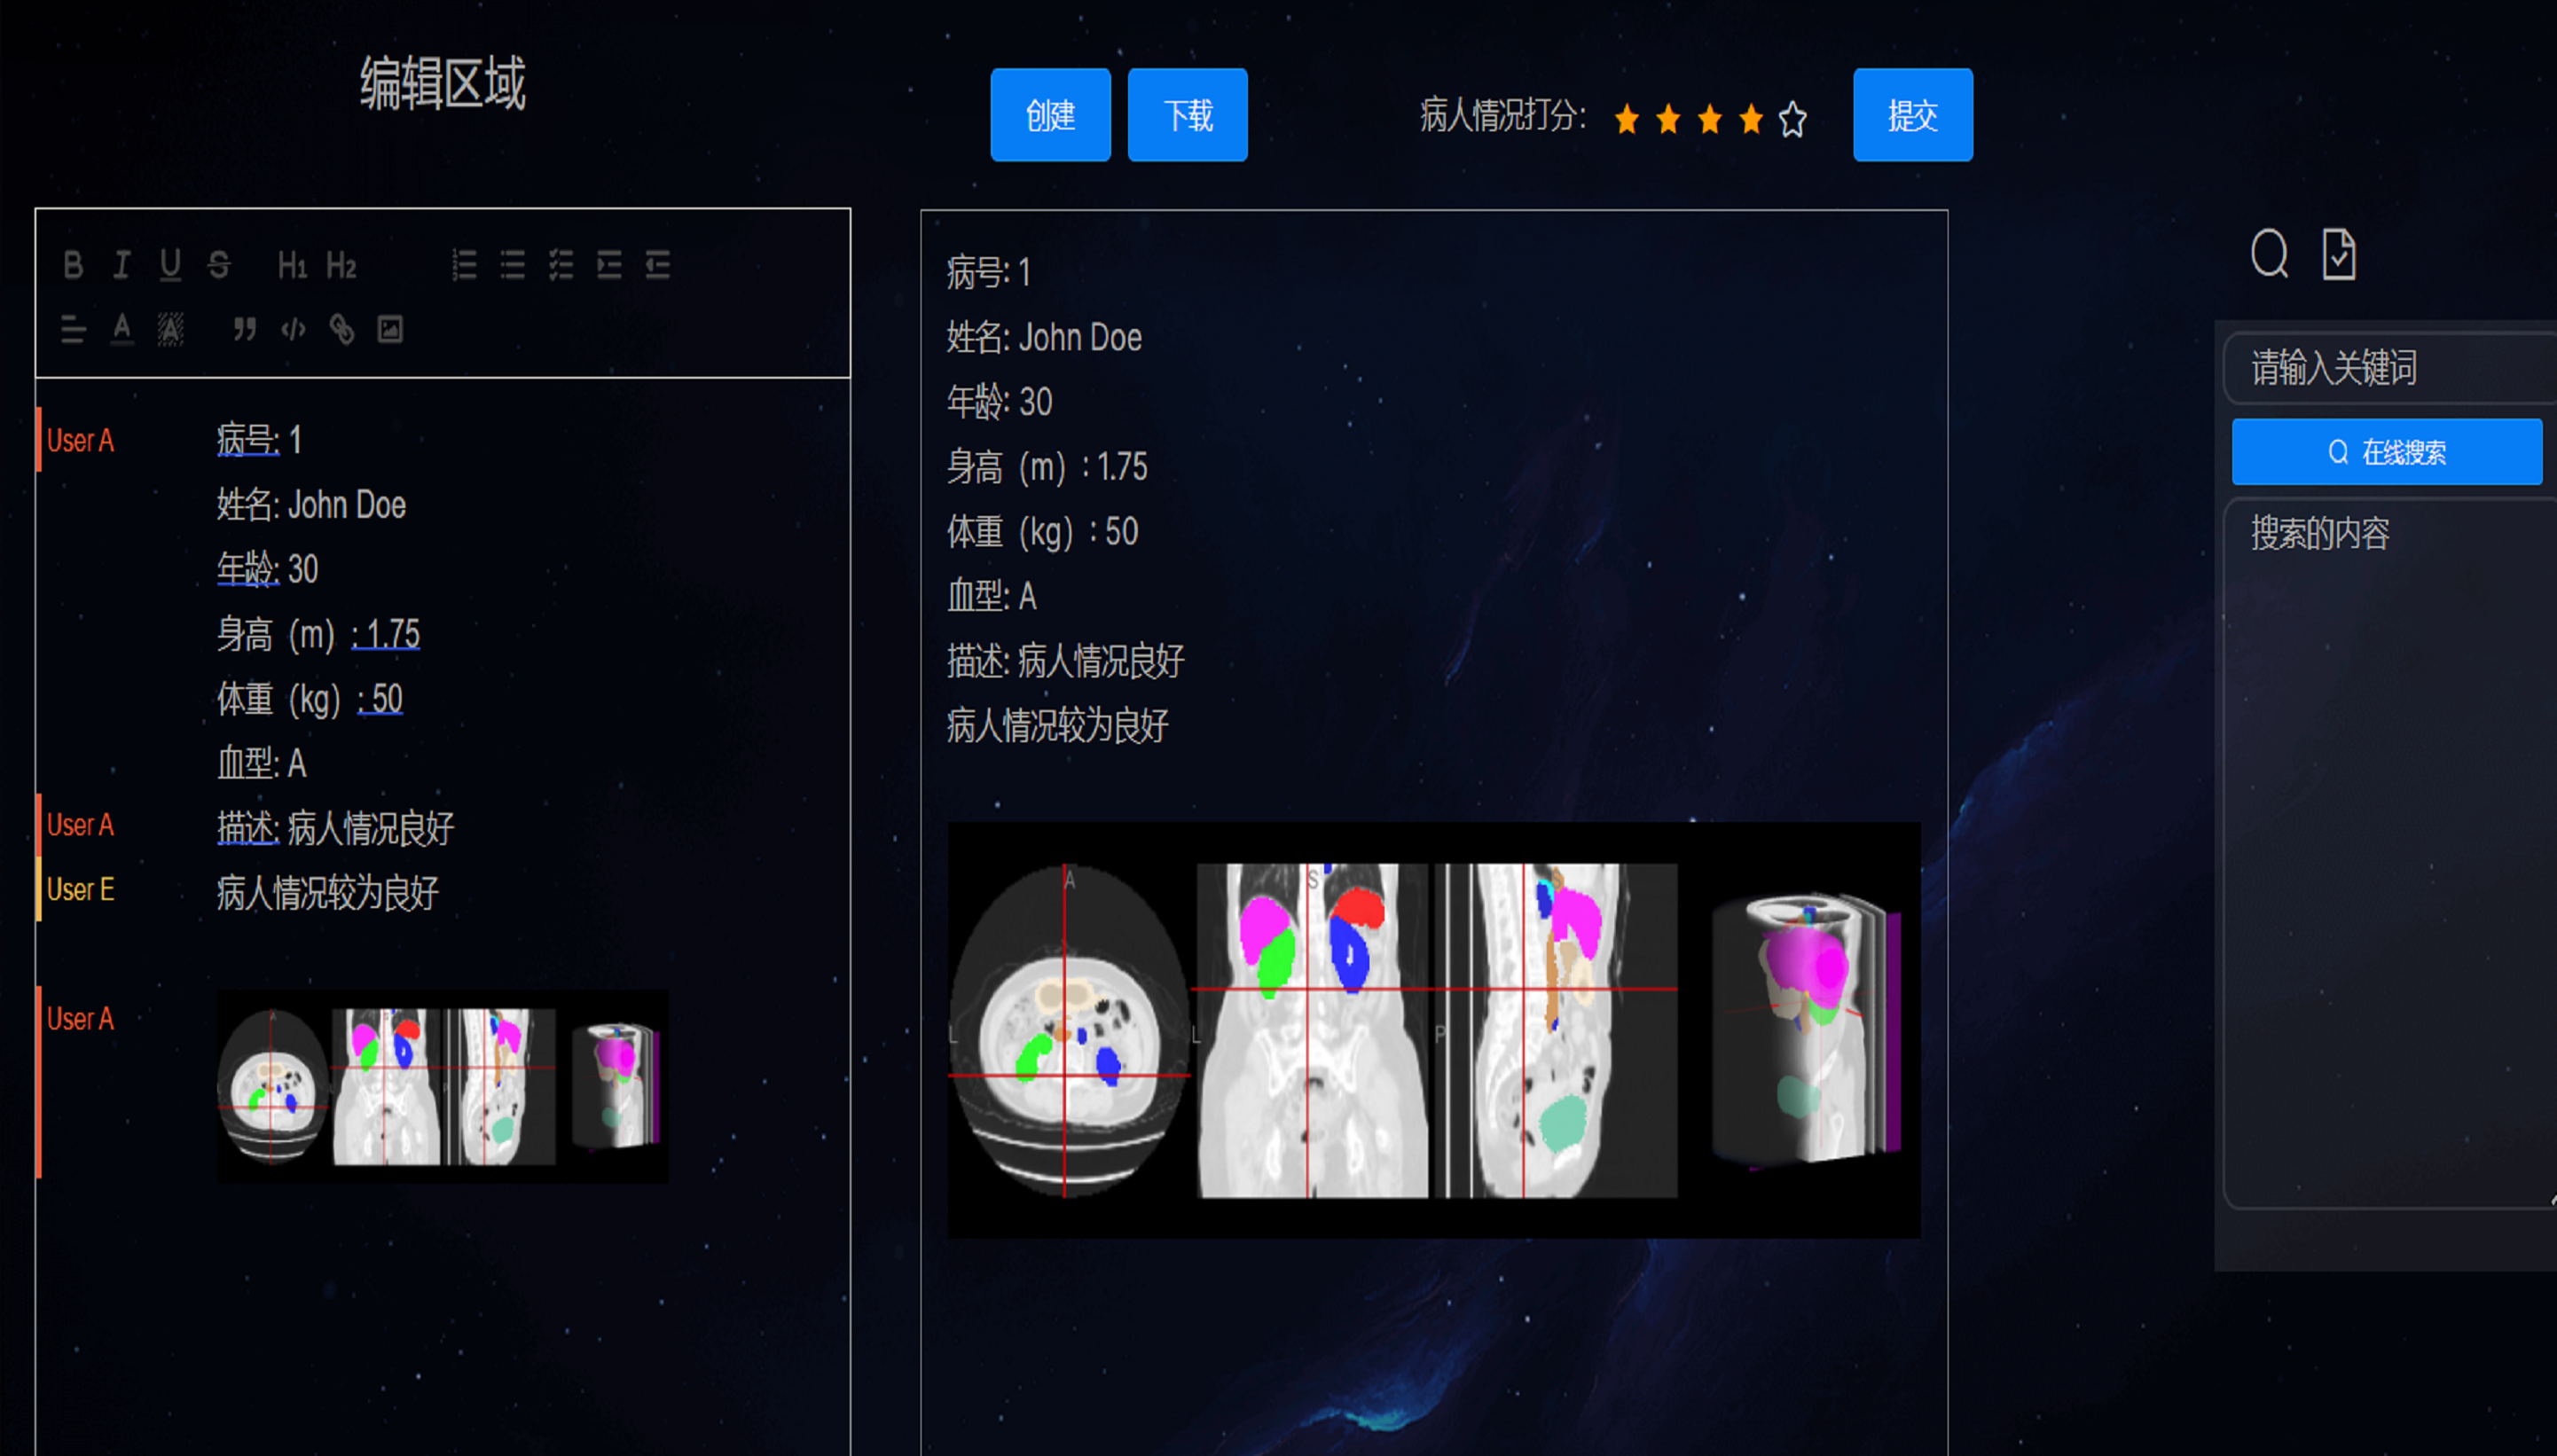 编辑区域
创建
下载
病人情况打分:
提交
B I U S H1 H2
A A
User A
病号: 1
姓名: John Doe
年龄: 30
身高（m）: 1.75
体重（kg）: 50
血型: A
User A
描述: 病人情况良好
User E
病人情况较为良好
User A
病号: 1
姓名: John Doe
年龄: 30
身高（m）: 1.75
体重（kg）: 50
血型: A
描述: 病人情况良好
病人情况较为良好
A
S
L
L
P
请输入关键词
在线搜索
搜索的内容